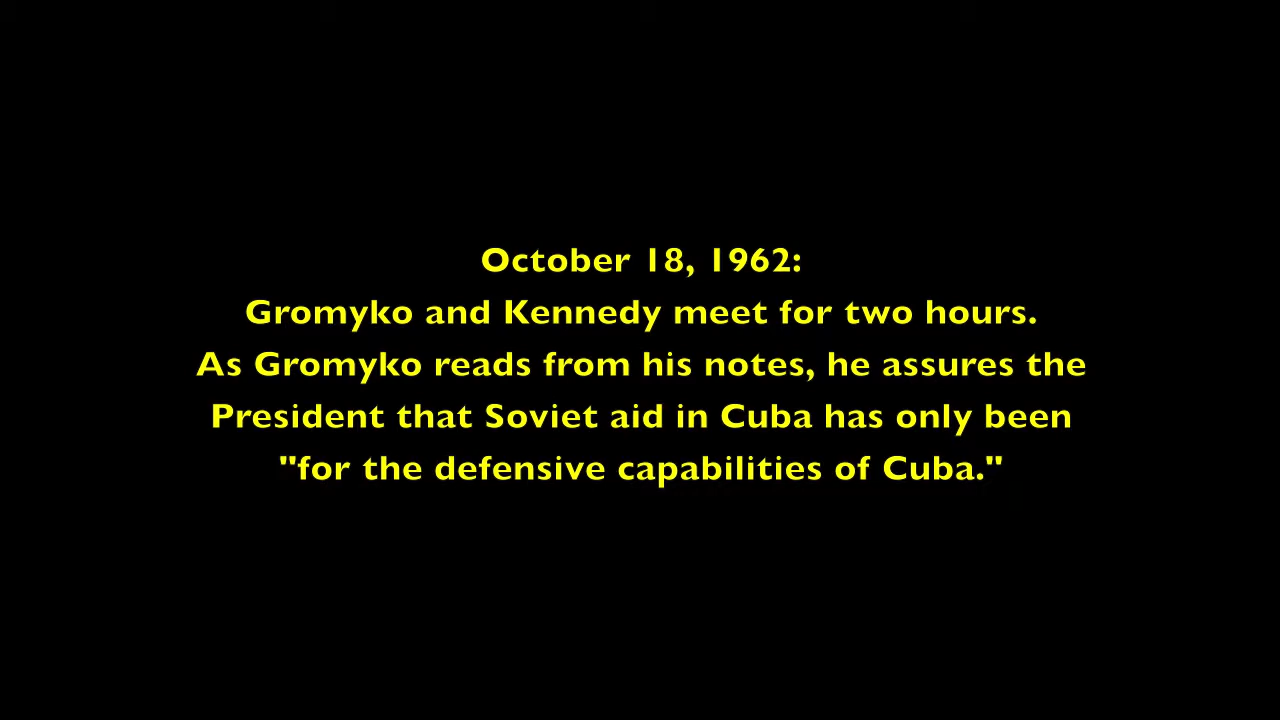 October 18, 1962:
Gromyko and Kennedy meet for two hours.
As Gromyko reads from his notes, he assures the
President that Soviet aid in Cuba has only been
"for the defensive capabilities of Cuba."